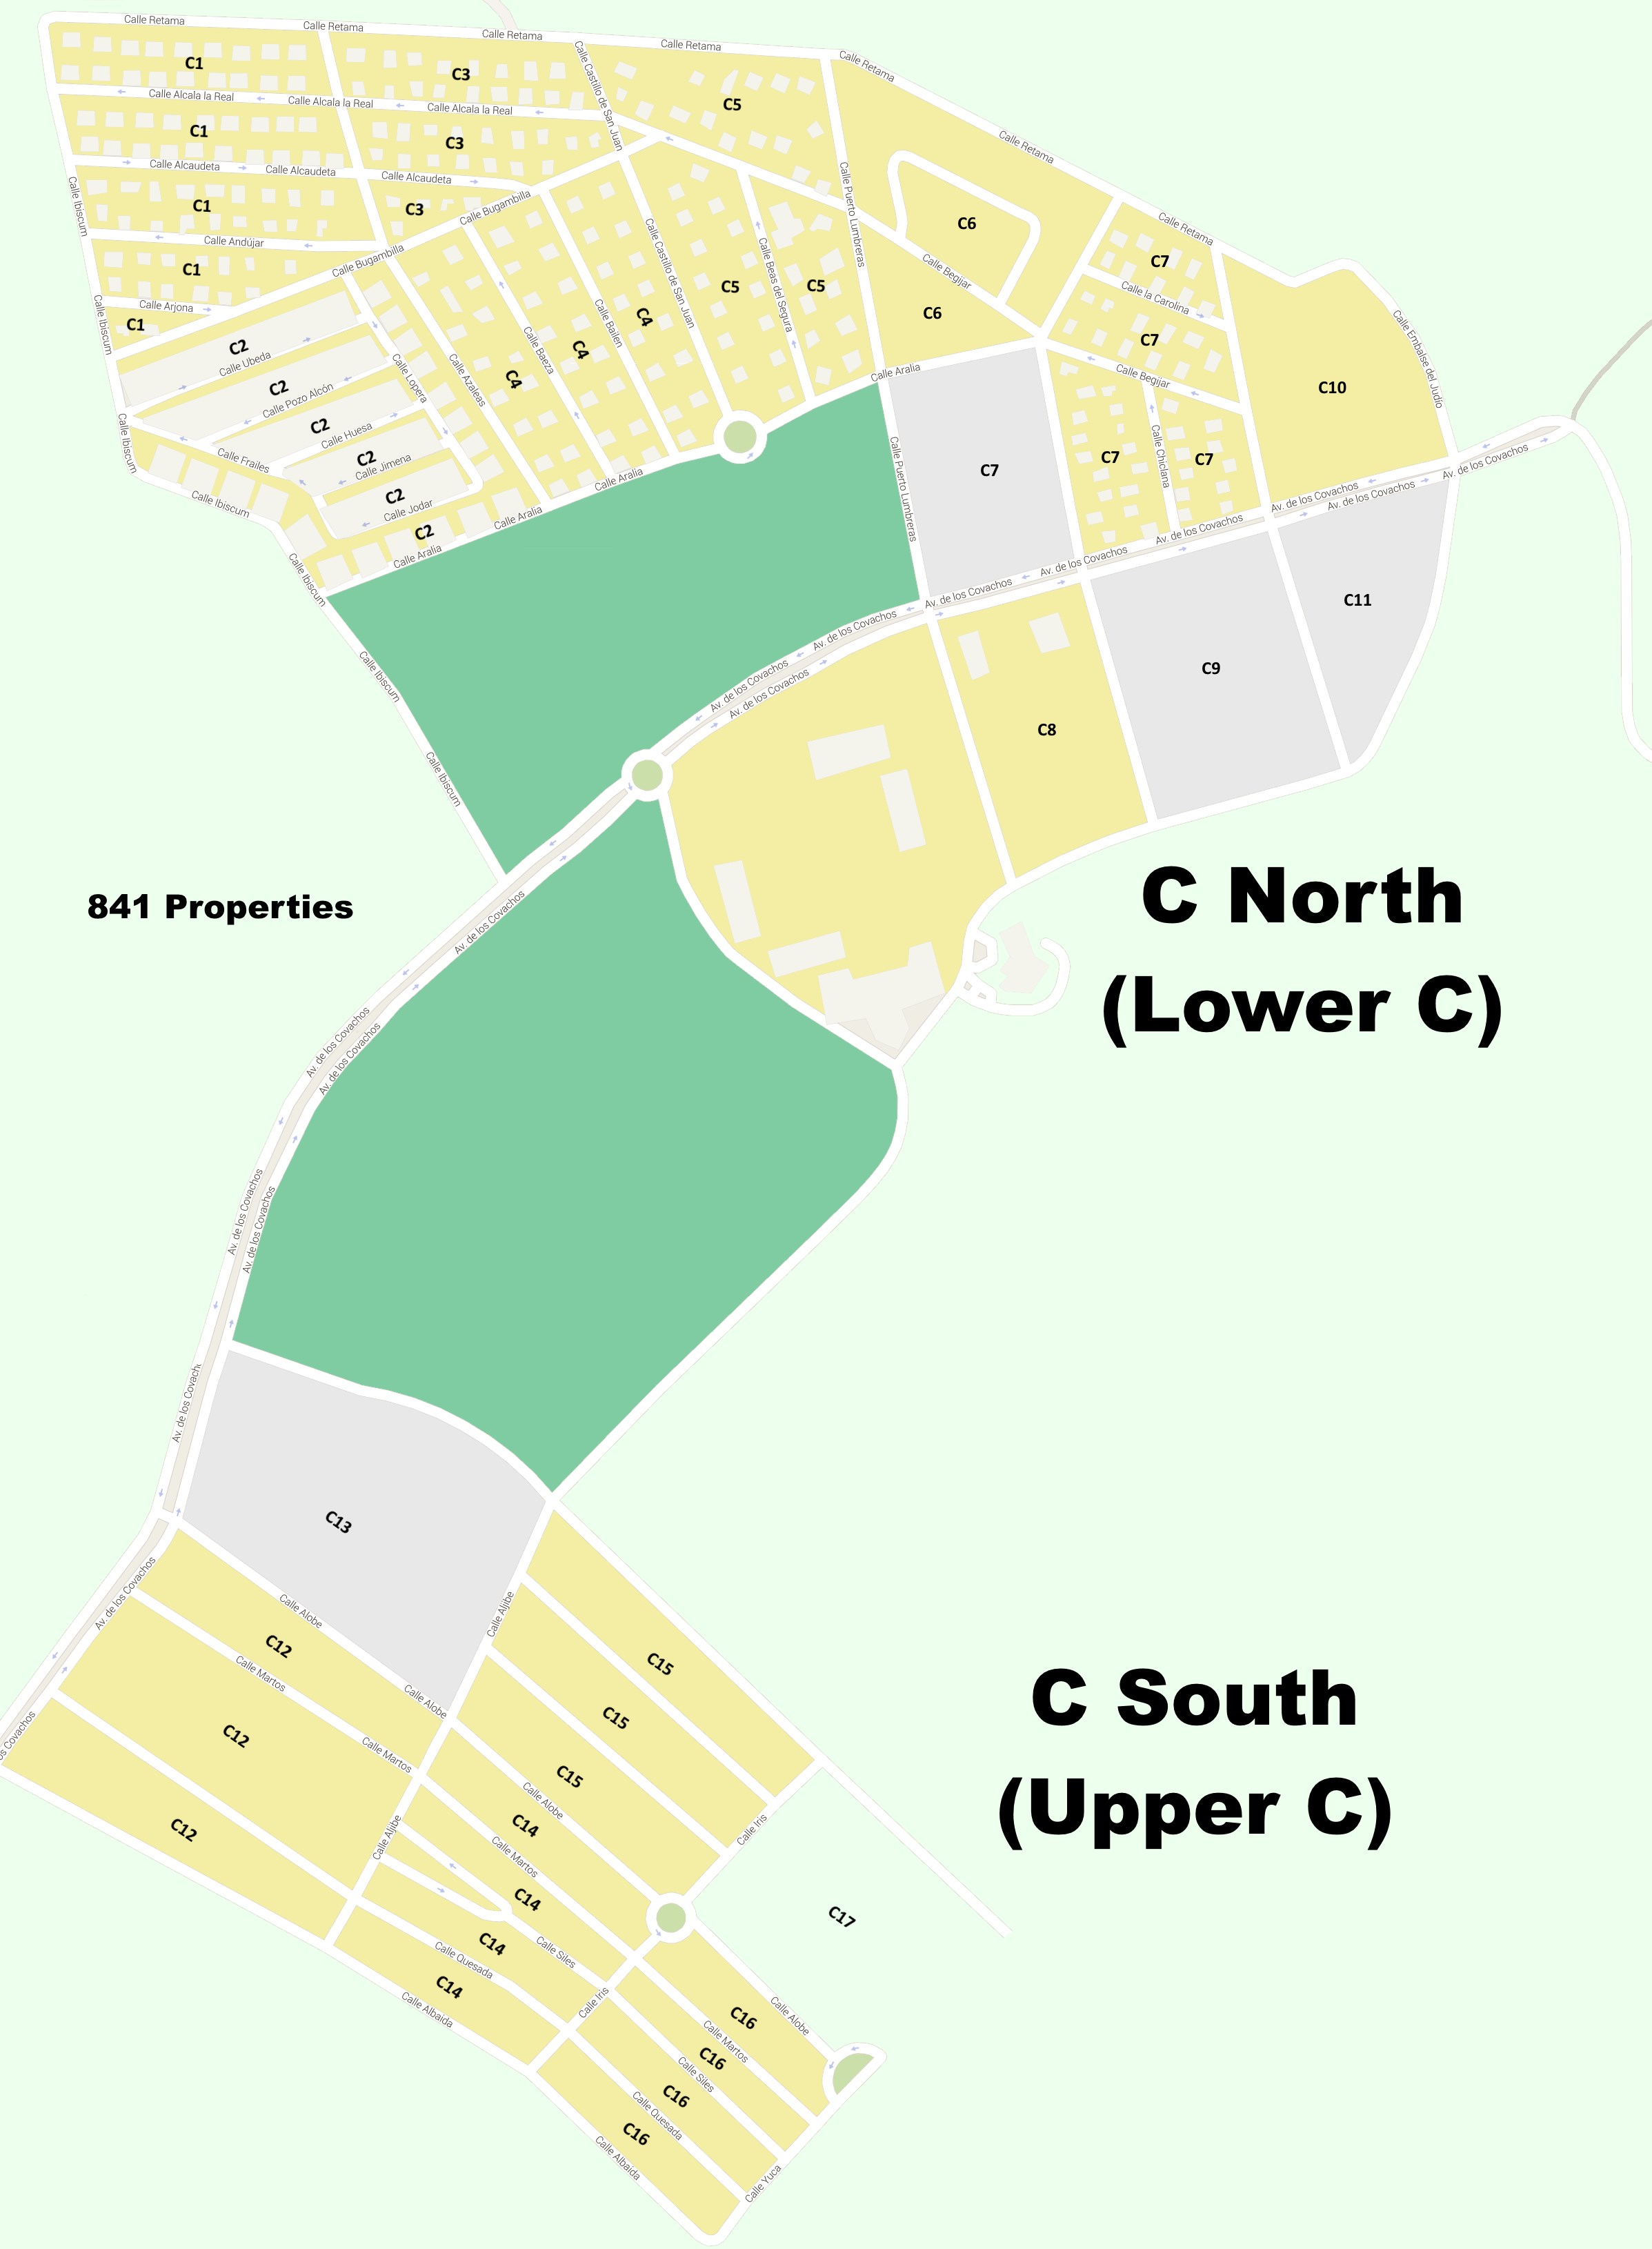 Calle Retama
Calle Retama
Calle Retama
Calle Retama
Calle Retama
Calle Castillo de San Juan
C1
C3
C5
Calle Alcala la Real
Calle Alcala la Real
Calle Alcala la Real
C1
C3
Calle Retama
Calle Alcaudeta
Calle Alcaudeta
Calle Alcaudeta
Calle Ibiscum
C1
C3
Calle Bugambilla
Calle Puerto Lumbreras
C6
Calle Retama
Calle Andújar
Calle Bugambilla
Calle Castillo de San Juan
Calle Beas del Segura
Calle Begijar
C7
C1
C5
C5
Calle la Carolina
Calle Arjona
Calle Ibiscum
C1
C4
Calle Bailen
C6
C7
Calle Embalse del Judío
C2
Calle Ubeda
Calle Lopera
Calle Azaleas
C4
Calle Baeza
C4
Calle Aralia
Calle Begijar
C10
C2
Calle Pozo Alcón
C2
Calle Huesa
Calle Ibiscum
Calle Frailes
C2
Calle Jimena
Calle Aralia
Calle Puerto Lumbreras
C7
C7
Calle Chiclana
C7
Av. de los Covachos
Calle Ibiscum
C2
Calle Jodar
Calle Aralia
C2
Calle Aralia
Av. de los Covachos
Av. de los Covachos
Av. de los Covachos
Av. de los Covachos
Calle Ibiscum
Av. de los Covachos
C11
Av. de los Covachos
Calle Ibiscum
Av. de los Covachos
Av. de los Covachos
C9
C8
Calle Ibiscum
841 Properties
C North
(Lower C)
Av. de los Covachos
Av. de los Covachos
Av. de los Covachos
Av. de los Covachos
Av. de los Covachos
Av. de los Covach
C13
Av. de los Covachos
Calle Alobe
Calle Aljibe
C12
Calle Martos
C15
Calle Alobe
C15
os Covachos
C12
Calle Martos
C15
C South
(Upper C)
Calle Alobe
C14
Calle Iris
C12
Calle Aljibe
Calle Martos
C14
C17
C14
Calle Siles
Calle Quesada
C14
Calle Albaida
Calle Iris
C16
Calle Alobe
Calle Martos
C16
Calle Siles
C16
Calle Quesada
C16
Calle Albaida
Calle Yuca